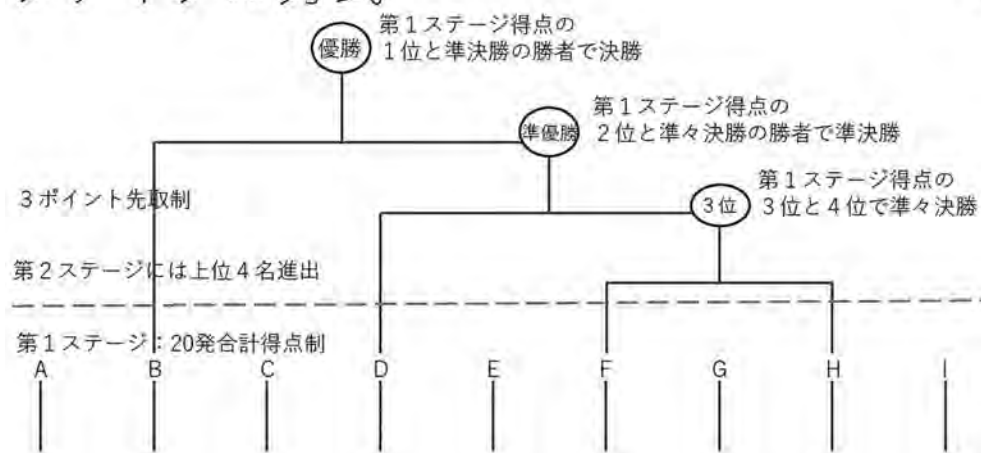 優勝
第1ステージ得点の
1位と準決勝の勝者で決勝
準優勝
第1ステージ得点の
2位と準々決勝の勝者で準決勝
3位
第1ステージ得点の
3位と4位で準々決勝
3ポイント先取制
第2ステージには上位4名進出
第1ステージ：20発合計得点制
A B C D E F G H I